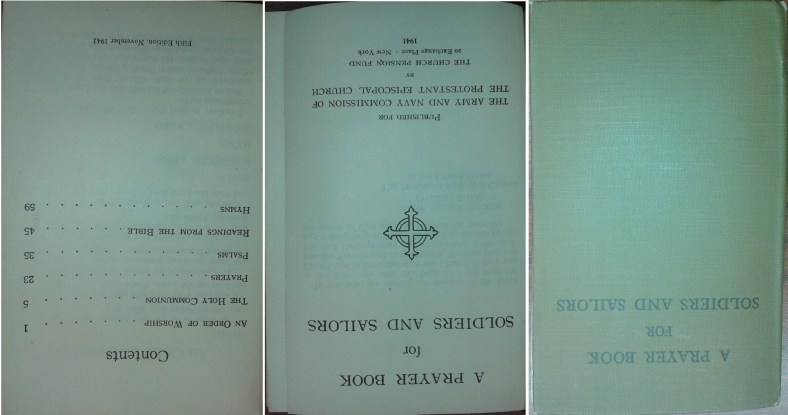 A PRAYER BOOK
FOR
SOLDIERS AND SAILORS
A PRAYER BOOK
for
SOLDIERS AND SAILORS
PUBLISHED FOR
THE ARMY AND NAVY COMMISSION OF
THE PROTESTANT EPISCOPAL CHURCH
BY
THE CHURCH PENSION FUND
20 Exchange Place · New York
1941
Contents
AN ORDER OF WORSHIP . . . . . . . . 1
THE HOLY COMMUNION . . . . . . . . 5
PRAYERS . . . . . . . . . . . . 23
PSALMS . . . . . . . . . . . . 35
READINGS FROM THE BIBLE . . . . . . . 45
HYMNS . . . . . . . . . . . . 59
Fifth Edition, November 1942